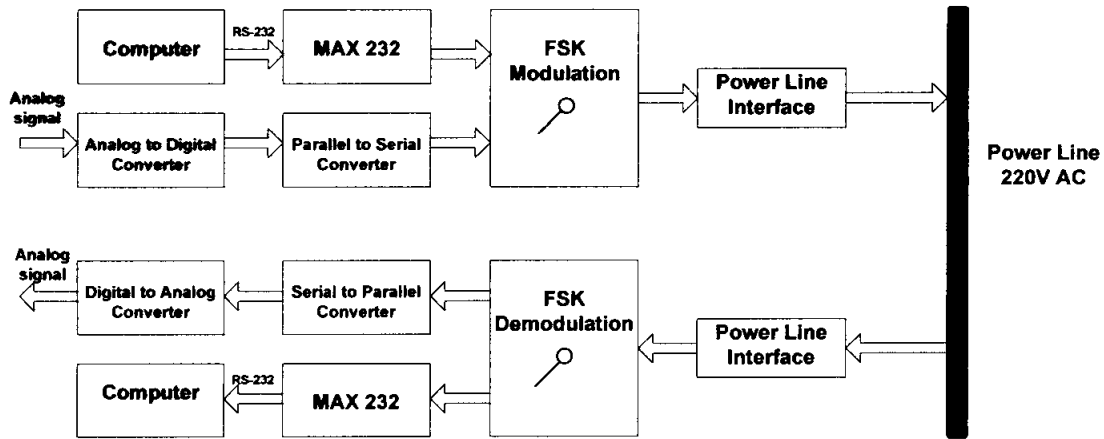 Computer
RS-232
MAX 232
FSK
Modulation
Power Line
Interface
Analog
signal
Analog to Digital
Converter
Parallel to Serial
Converter
Power Line
220V AC
Analog
signal
Digital to Analog
Converter
Serial to Parallel
Converter
FSK
Demodulation
Power Line
Interface
Computer
RS-232
MAX 232